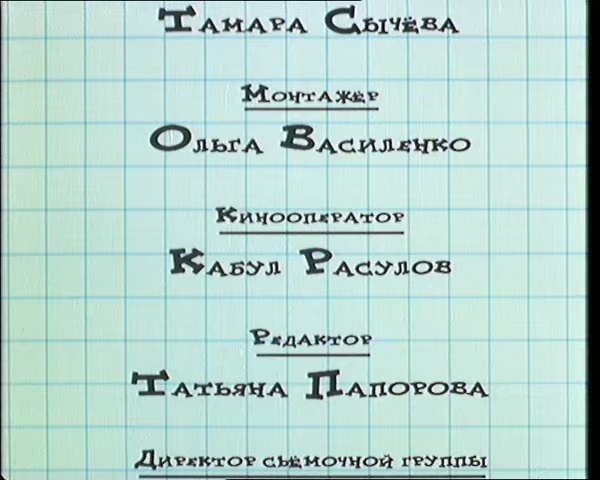 Тамара Сычёва
Монтажёр
Ольга Василенко
Кинооператор
Кабул Расулов
Редактор
Татьяна Папорова
Директор съёмочной группы